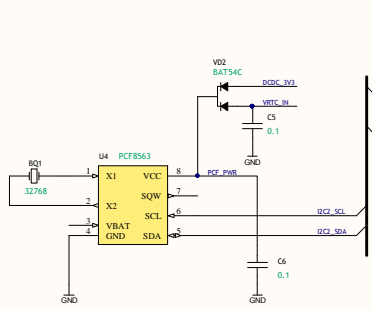 VD2
BAT54C
DCDC_3V3
VRTC_IN
C5
0.1
GND
U4 PCF8563
BQ1
32768
1 X1 VCC 8 PCF_PWR
SQW 7
2 X2
SCL 6 I2C2_SCL
3 VBAT
4 GND SDA 5 I2C2_SDA
C6
0.1
GND GND